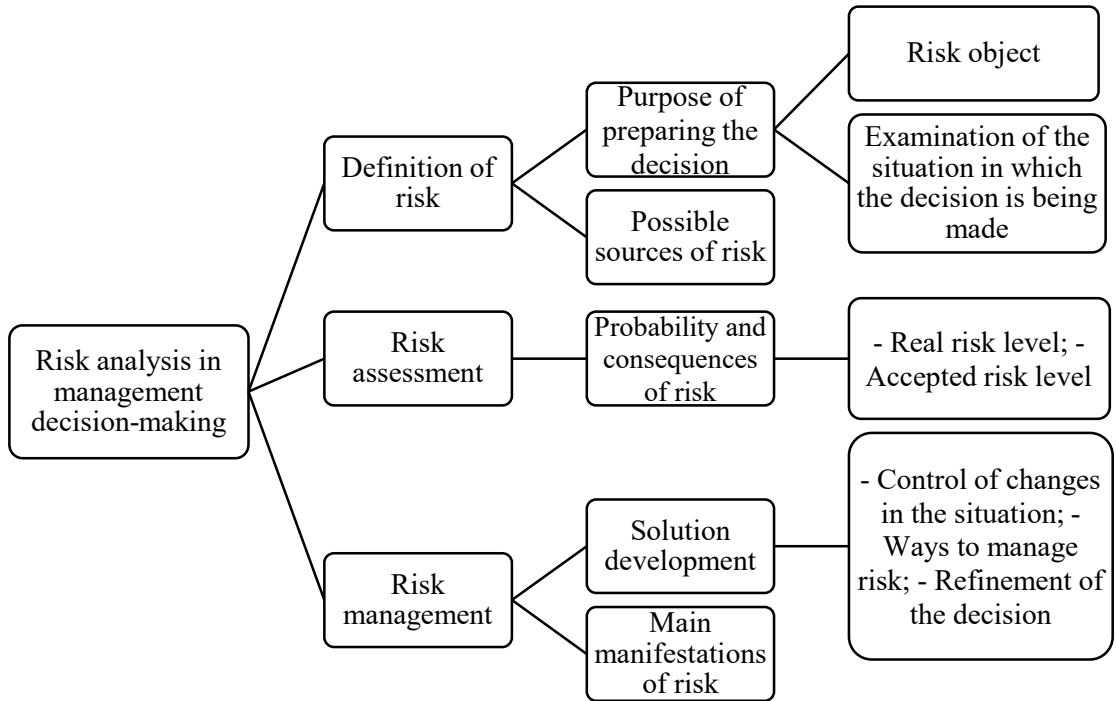 Risk analysis in
management
decision-making
Definition of
risk
Purpose of
preparing the
decision
Risk object
Examination of the
situation in which
the decision is being
made
Possible
sources of risk
Risk
assessment
Probability and
consequences
of risk
- Real risk level; -
Accepted risk level
Risk
management
Solution
development
- Control of changes
in the situation; -
Ways to manage
risk; - Refinement of
the decision
Main
manifestations
of risk